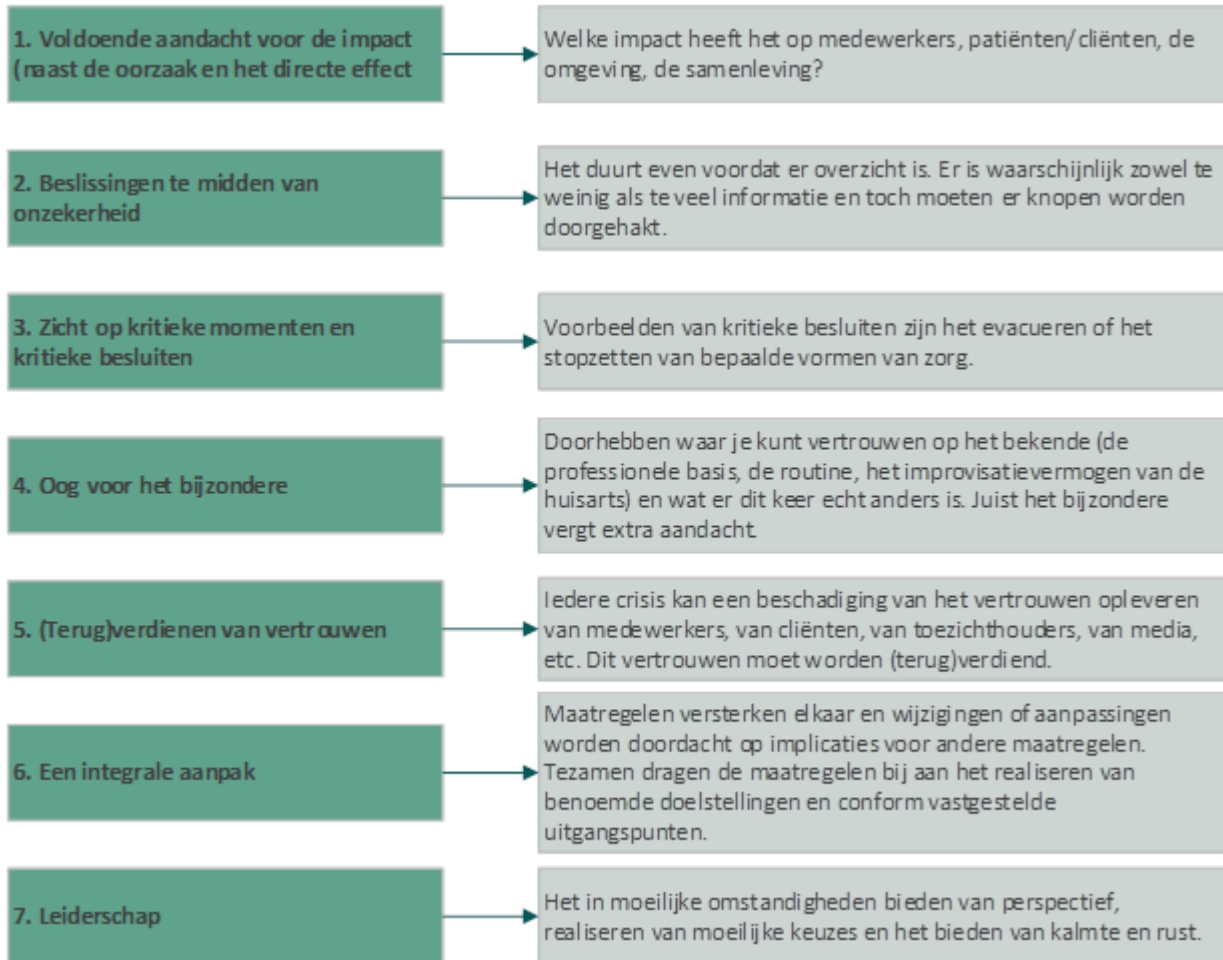 1. Voldoende aandacht voor de impact
(naast de oorzaak en het directe effect
Welke impact heeft het op medewerkers, patiënten/cliënten, de
omgeving, de samenleving?
2. Beslissingen te midden van
onzekerheid
Het duurt even voordat er overzicht is. Er is waarschijnlijk zowel te
weinig als te veel informatie en toch moeten er knopen worden
doorgehakt.
3. Zicht op kritieke momenten en
kritieke besluiten
Voorbeelden van kritieke besluiten zijn het evacueren of het
stopzetten van bepaalde vormen van zorg.
4. Oog voor het bijzondere
Doorhebben waar je kunt vertrouwen op het bekende (de
professionele basis, de routine, het improvisatievermogen van de
huisarts) en wat er dit keer echt anders is. Juist het bijzondere
vergt extra aandacht.
5. (Terug)verdienen van vertrouwen
Iedere crisis kan een beschadiging van het vertrouwen opleveren
van medewerkers, van cliënten, van toezichthouders, van media,
etc. Dit vertrouwen moet worden (terug)verdiend.
6. Een integrale aanpak
Maatregelen versterken elkaar en wijzigingen of aanpassingen
worden doordacht op implicaties voor andere maatregelen.
Tezamen dragen de maatregelen bij aan het realiseren van
benoemde doelstellingen en conform vastgestelde
uitgangspunten.
7. Leiderschap
Het in moeilijke omstandigheden bieden van perspectief,
realiseren van moeilijke keuzes en het bieden van kalmte en rust.